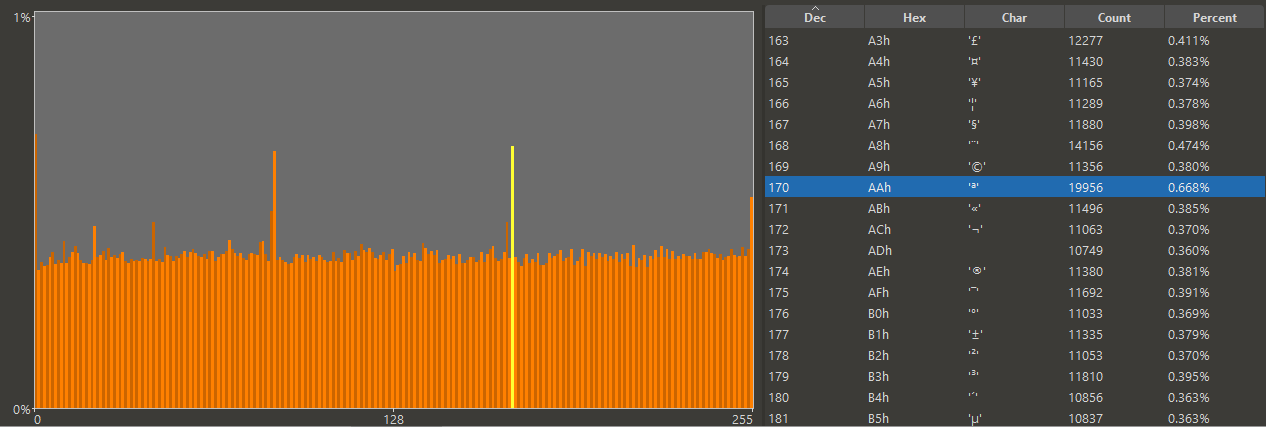 1%
0%
0 128 255
Dec Hex Char Count Percent
163 A3h '£' 12277 0.411%
164 A4h '¤' 11430 0.383%
165 A5h '¥' 11165 0.374%
166 A6h '¦' 11289 0.378%
167 A7h '§' 11880 0.398%
168 A8h '¨' 14156 0.474%
169 A9h '©' 11356 0.380%
170 AAh 'ª' 19956 0.668%
171 ABh '«' 11496 0.385%
172 ACh '¬' 11063 0.370%
173 ADh 10749 0.360%
174 AEh '®' 11380 0.381%
175 AFh '¯' 11692 0.391%
176 B0h '°' 11033 0.369%
177 B1h '±' 11335 0.379%
178 B2h '²' 11053 0.370%
179 B3h '³' 11810 0.395%
180 B4h '´' 10856 0.363%
181 B5h 'µ' 10837 0.363%